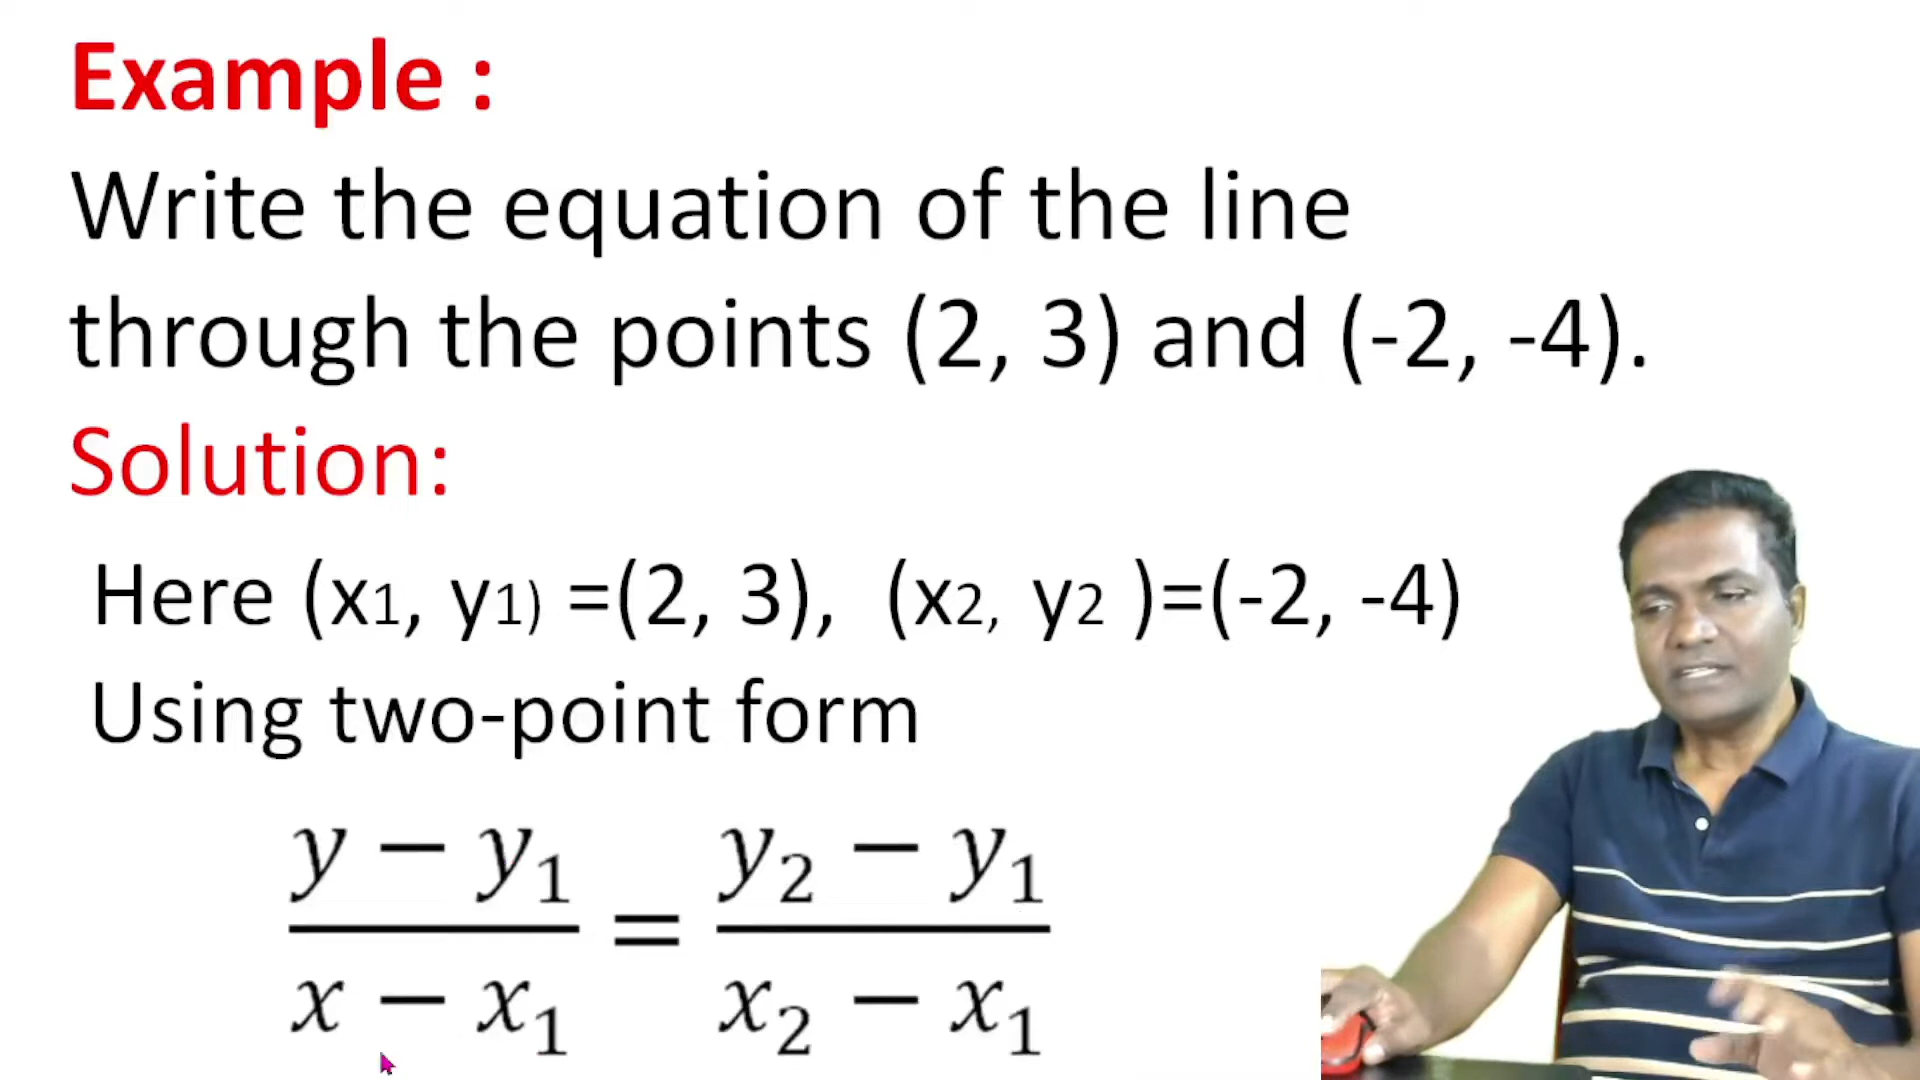 Example :
Write the equation of the line
through the points (2, 3) and (-2, -4).
Solution:
Here (x1, y1) =(2, 3), (x2, y2 )=(-2, -4)
Using two-point form
y − y₁ / x − x₁ = y₂ − y₁ / x₂ − x₁